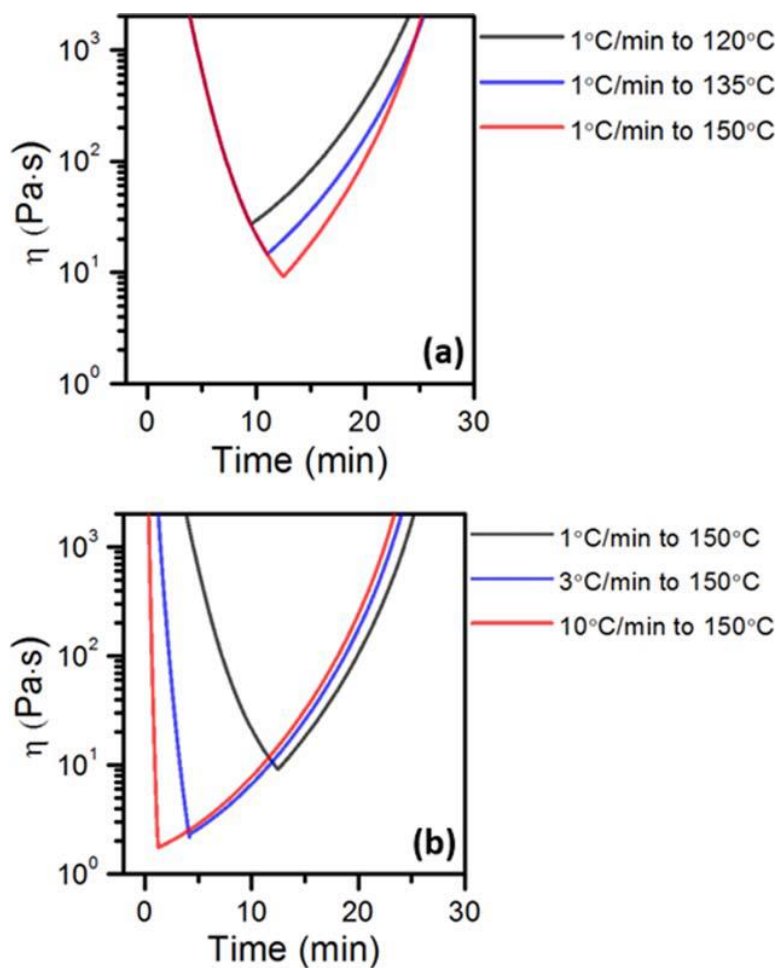 10³
10²
10¹
10⁰
η (Pa·s)
0 10 20 30
Time (min)
(a)
1°C/min to 120°C
1°C/min to 135°C
1°C/min to 150°C
10³
10²
10¹
10⁰
η (Pa·s)
0 10 20 30
Time (min)
(b)
1°C/min to 150°C
3°C/min to 150°C
10°C/min to 150°C